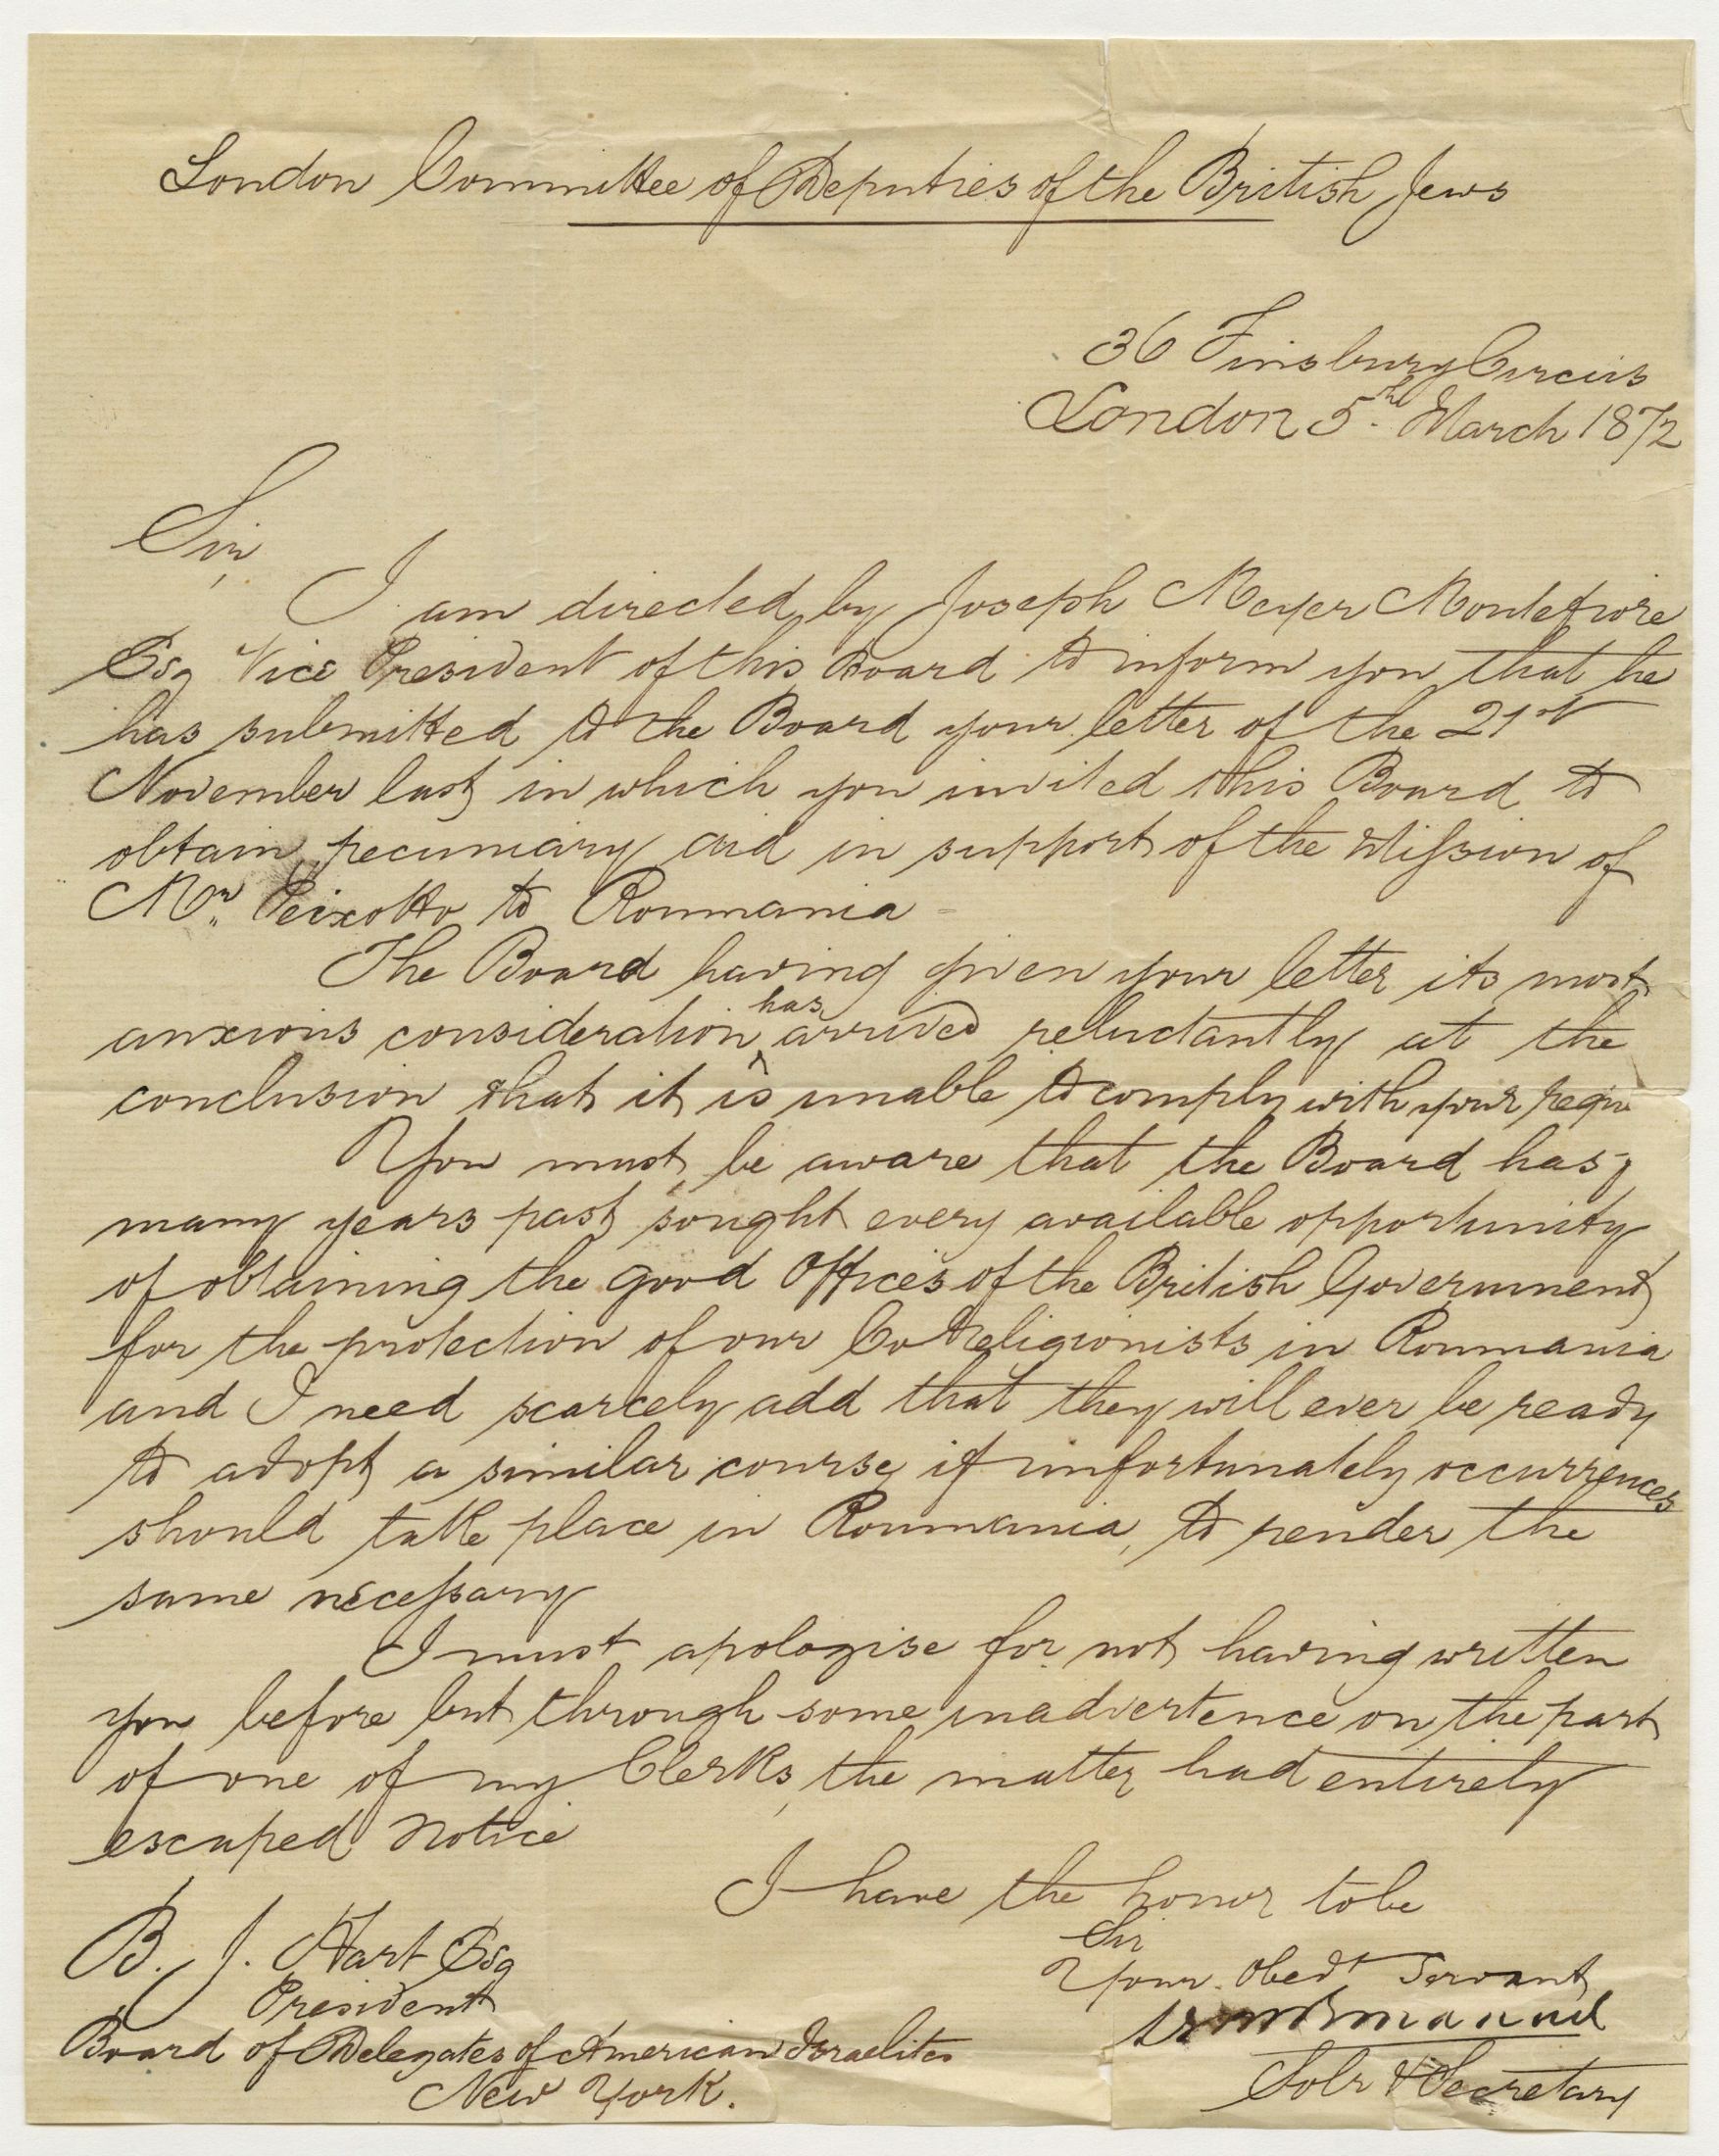 London Committee of Deputies of the British Jews
36 Finsbury Circus
London 5th March 1872
Sir,
I am directed by Joseph Meyer Montefiore
Esq Vice President of this Board to inform you that he
has submitted to the Board your letter of the 21st
November last in which you invited this Board to
obtain pecuniary aid in support of the Mission of
Mr. Peixotto to Roumania -
The Board having given your letter its most
anxious consideration has arrived reluctantly at the
conclusion that it is unable to comply with your requ
You must be aware that the Board has
many years past sought every available opportunity
of obtaining the good Offices of the British Government
for the protection of our Co Religionists in Roumania
and I need scarcely add that they will ever be ready
to adopt a similar course if unfortunately occurrences
should take place in Roumania, to render the
same necessary
I must apologise for not having written
you before but through some inadvertence on the part
of one of my Clerks, the matter had entirely
escaped notice
I have the honor to be
Sir
Your Obedt Servant
Emanuel
Solr & Secretary
B. J. Hart Esq
President
Board of Delegates of American Israelites
New York.